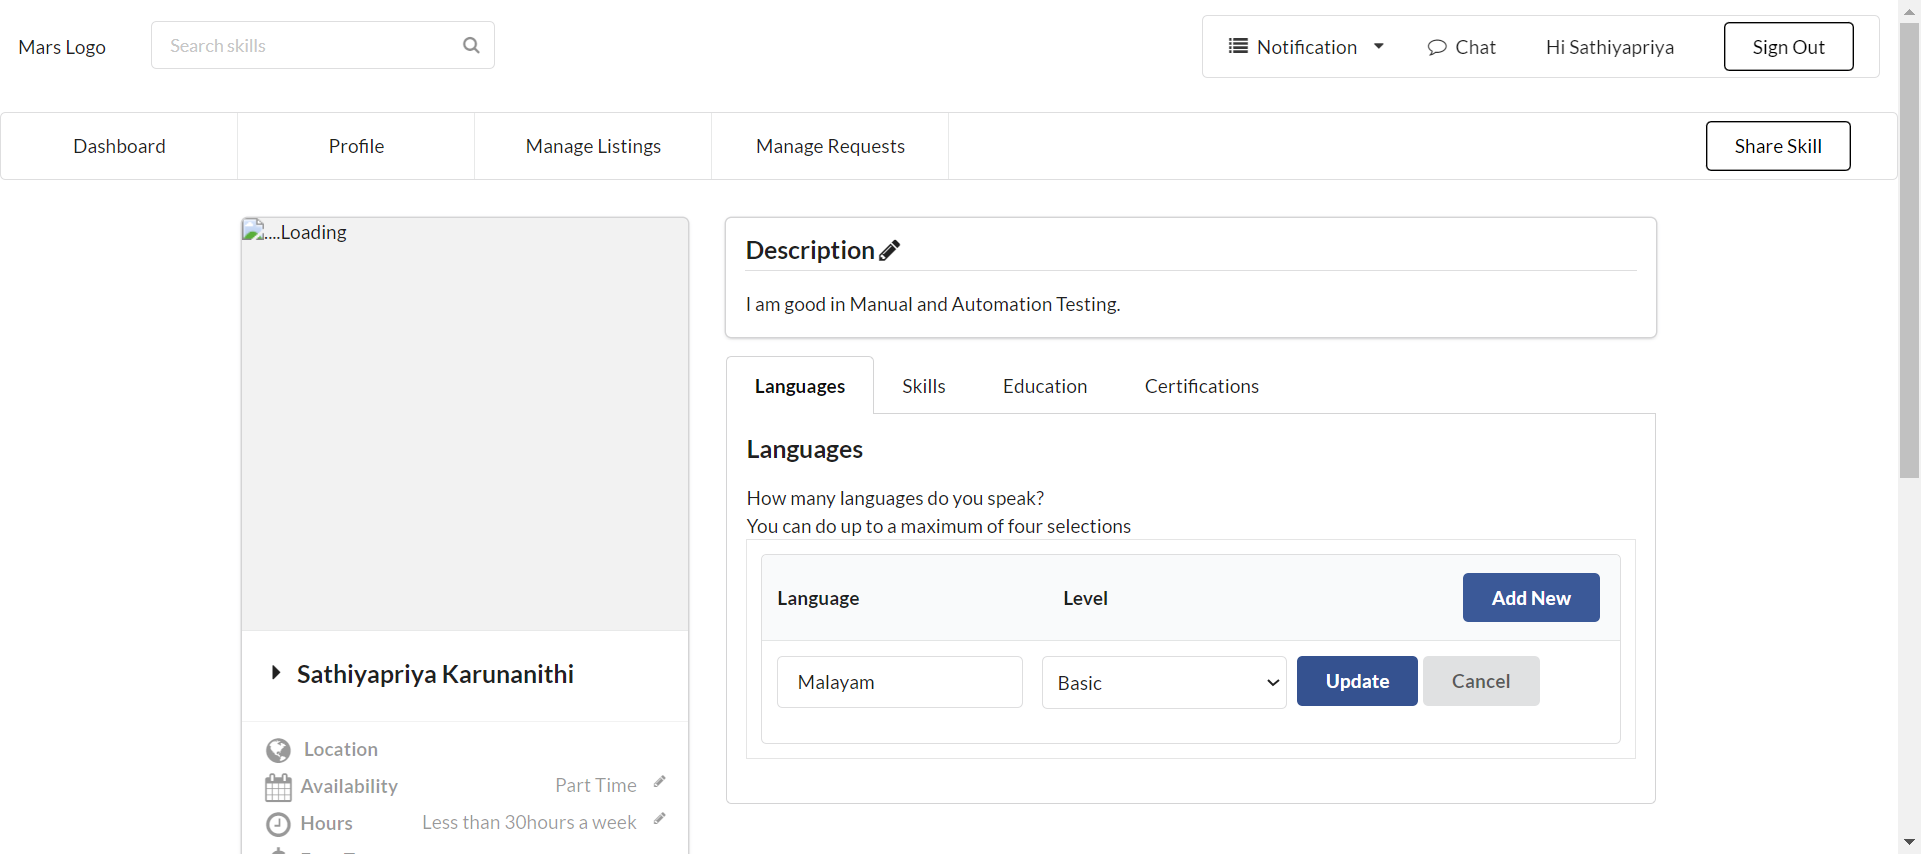 Mars Logo
Search skills
Notification
Chat
Hi Sathiyapriya
Sign Out
Dashboard
Profile
Manage Listings
Manage Requests
Share Skill
....Loading
Sathiyapriya Karunanithi
Location
Availability
Part Time
Hours
Less than 30hours a week
Description
I am good in Manual and Automation Testing.
Languages
Skills
Education
Certifications
Languages
How many languages do you speak?
You can do up to a maximum of four selections
Language
Level
Add New
Malayam
Basic
Update
Cancel